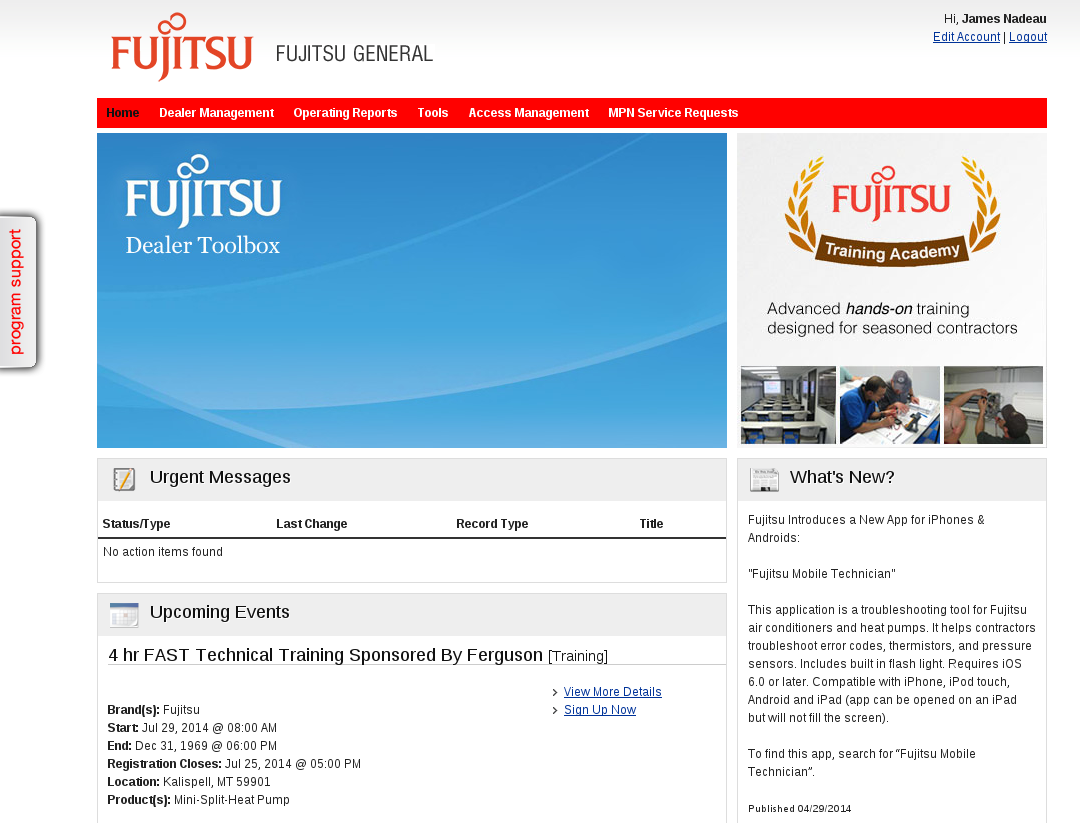 FUJITSU
FUJITSU GENERAL
Hi, James Nadeau
Edit Account | Logout
Home Dealer Management Operating Reports Tools Access Management MPN Service Requests
program support
FUJITSU
Dealer Toolbox
FUJITSU
Training Academy
Advanced hands-on training
designed for seasoned contractors
Urgent Messages
Status/Type Last Change Record Type Title
No action items found
Upcoming Events
4 hr FAST Technical Training Sponsored By Ferguson [Training]
View More Details
Sign Up Now
Brand(s): Fujitsu
Start: Jul 29, 2014 @ 08:00 AM
End: Dec 31, 1969 @ 06:00 PM
Registration Closes: Jul 25, 2014 @ 05:00 PM
Location: Kalispell, MT 59901
Product(s): Mini-Split-Heat Pump
What's New?
Fujitsu Introduces a New App for iPhones &
Androids:
"Fujitsu Mobile Technician"
This application is a troubleshooting tool for Fujitsu
air conditioners and heat pumps. It helps contractors
troubleshoot error codes, thermistors, and pressure
sensors. Includes built in flash light. Requires iOS
6.0 or later. Compatible with iPhone, iPod touch,
Android and iPad (app can be opened on an iPad
but will not fill the screen).
To find this app, search for “Fujitsu Mobile
Technician”.
Published 04/29/2014